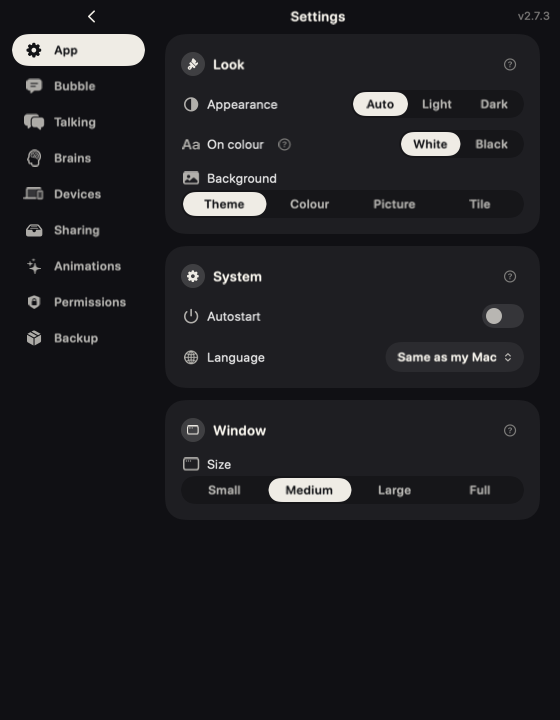 Settings
v2.7.3
App
Bubble
Talking
Brains
Devices
Sharing
Animations
Permissions
Backup
Look
?
Appearance
Auto Light Dark
Aa On colour ?
White Black
Background
Theme Colour Picture Tile
System
?
Autostart
Language
Same as my Mac
Window
?
Size
Small Medium Large Full